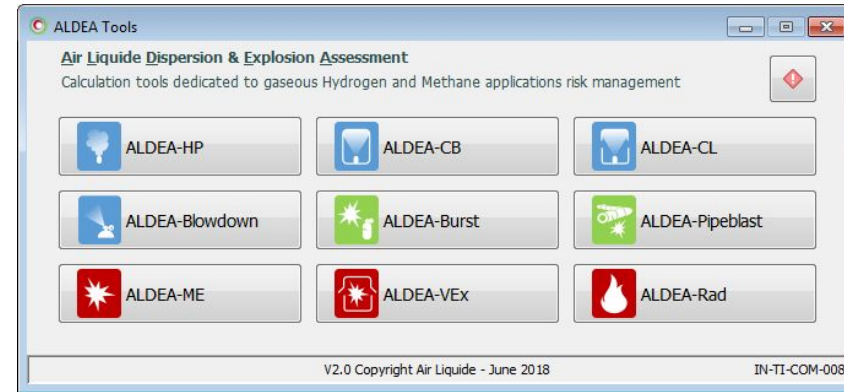 ALDEA Tools
Air Liquide Dispersion & Explosion Assessment
Calculation tools dedicated to gaseous Hydrogen and Methane applications risk management
ALDEA-HP
ALDEA-CB
ALDEA-CL
ALDEA-Blowdown
ALDEA-Burst
ALDEA-Pipeblast
ALDEA-ME
ALDEA-VEx
ALDEA-Rad
V2.0 Copyright Air Liquide - June 2018
IN-TI-COM-008